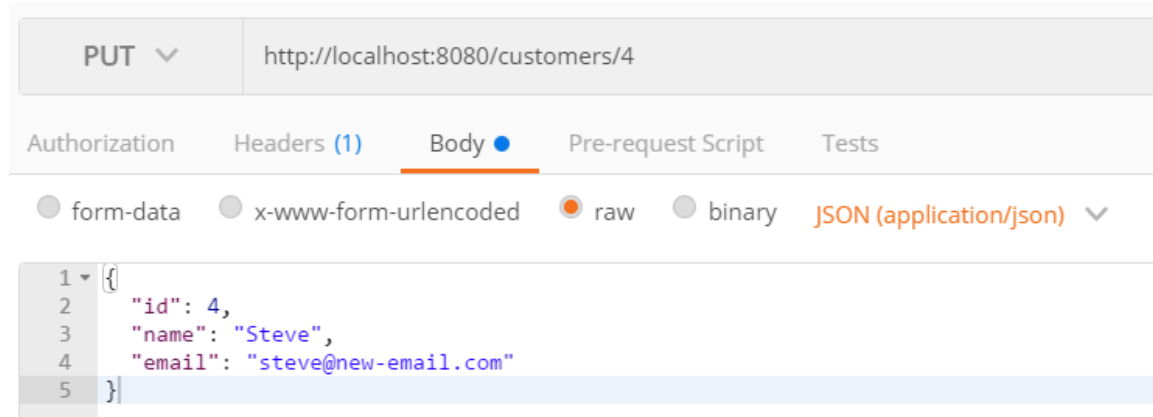 PUT http://localhost:8080/customers/4
Authorization Headers (1) Body Pre-request Script Tests
form-data x-www-form-urlencoded raw binary JSON (application/json)
1 {
2 "id": 4,
3 "name": "Steve",
4 "email": "steve@new-email.com"
5 }